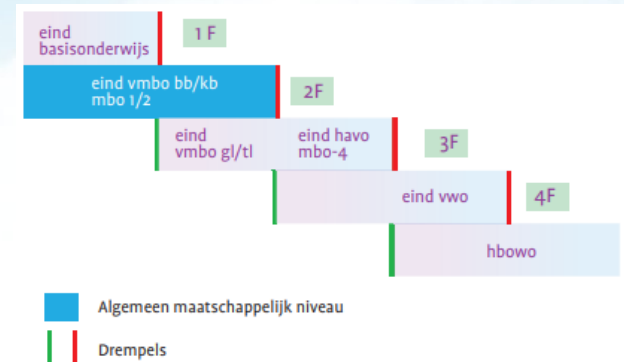 eind
basisonderwijs
1F
eind vmbo bb/kb
mbo 1/2
2F
eind
vmbo gl/tl
eind havo
mbo-4
3F
eind vwo
4F
hbowo
Algemeen maatschappelijk niveau
Drempels